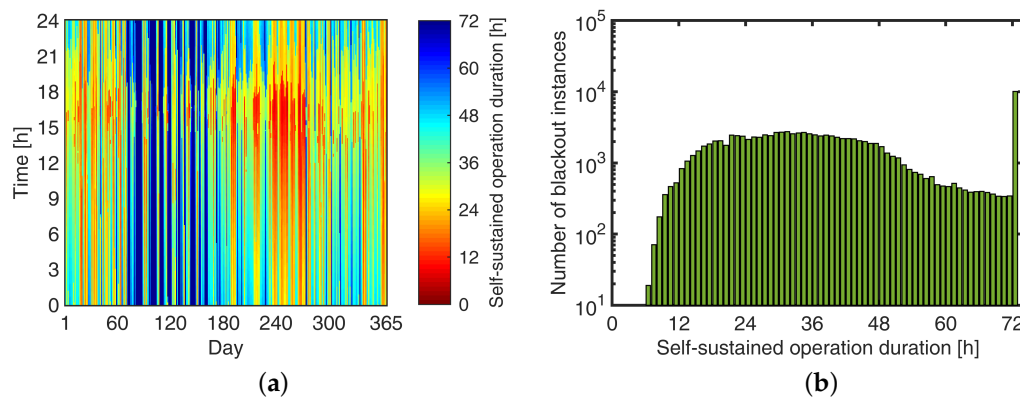 24
21
18
15
12
9
6
3
0
Time [h]
1 60 120 180 240 300 365
Day
72
60
48
36
24
12
0
Self-sustained operation duration [h]
(a)
10^5
10^4
10^3
10^2
10^1
Number of blackout instances
0 12 24 36 48 60 72
Self-sustained operation duration [h]
(b)